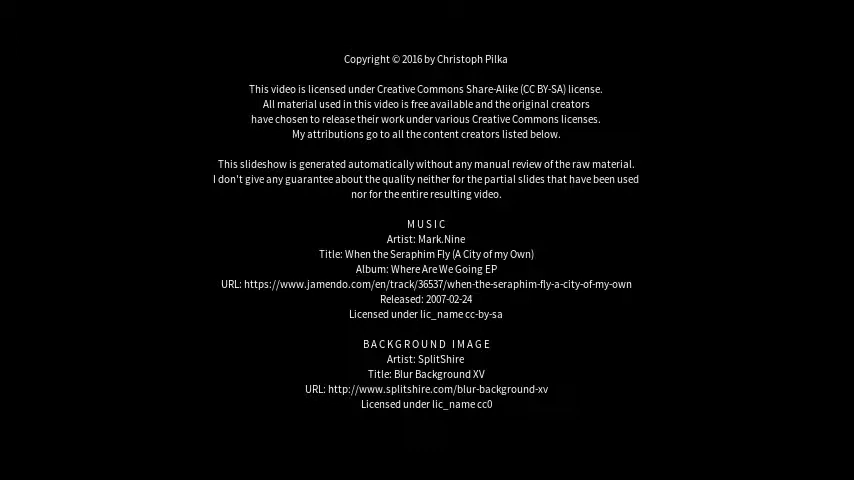 Copyright © 2016 by Christoph Pilka
This video is licensed under Creative Commons Share-Alike (CC BY-SA) license.
All material used in this video is free available and the original creators
have chosen to release their work under various Creative Commons licenses.
My attributions go to all the content creators listed below.
This slideshow is generated automatically without any manual review of the raw material.
I don't give any guarantee about the quality neither for the partial slides that have been used
nor for the entire resulting video.
MUSIC
Artist: Mark.Nine
Title: When the Seraphim Fly (A City of my Own)
Album: Where Are We Going EP
URL: https://www.jamendo.com/en/track/36537/when-the-seraphim-fly-a-city-of-my-own
Released: 2007-02-24
Licensed under lic_name cc-by-sa
BACKGROUND IMAGE
Artist: SplitShire
Title: Blur Background XV
URL: http://www.splitshire.com/blur-background-xv
Licensed under lic_name cc0